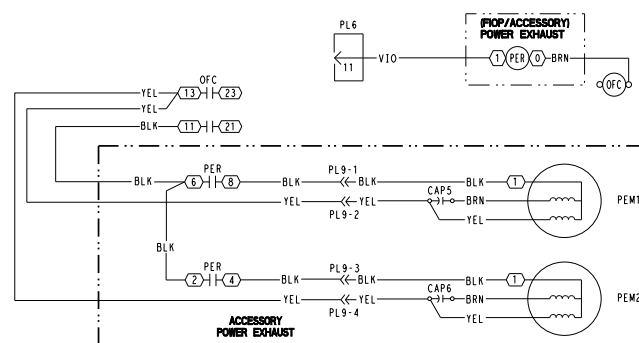 PL6
11
VIO
(FIOP/ACCESSORY)
POWER EXHAUST
1 PER 0 BRN
OFC
OFC
YEL 13 23
YEL
BLK 11 21
PER
BLK 6 8 BLK
PL9-1
BLK BLK 1
YEL
PL9-2
YEL
CAP5
BRN
YEL
PEM1
BLK
PER
2 4 BLK
PL9-3
BLK BLK 1
YEL
PL9-4
YEL
CAP6
BRN
YEL
PEM2
ACCESSORY
POWER EXHAUST